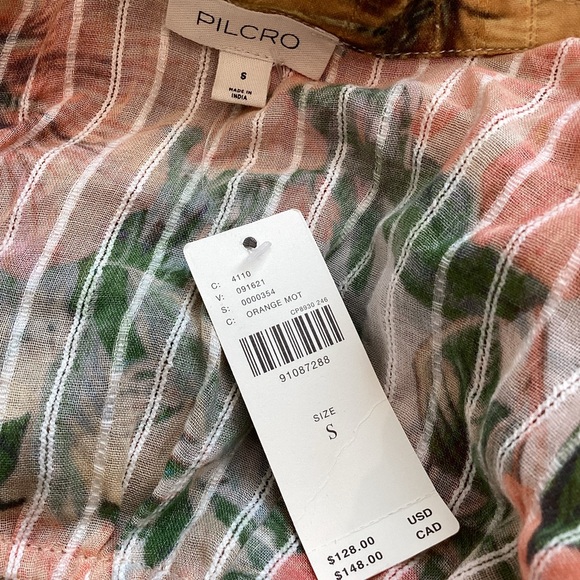 PILCRO
S
MADE IN
INDIA
C: 4110
V: 091621
S: 0000354
C: ORANGE MOT
CP8930 246
91087288
SIZE
S
$128.00 USD
$148.00 CAD